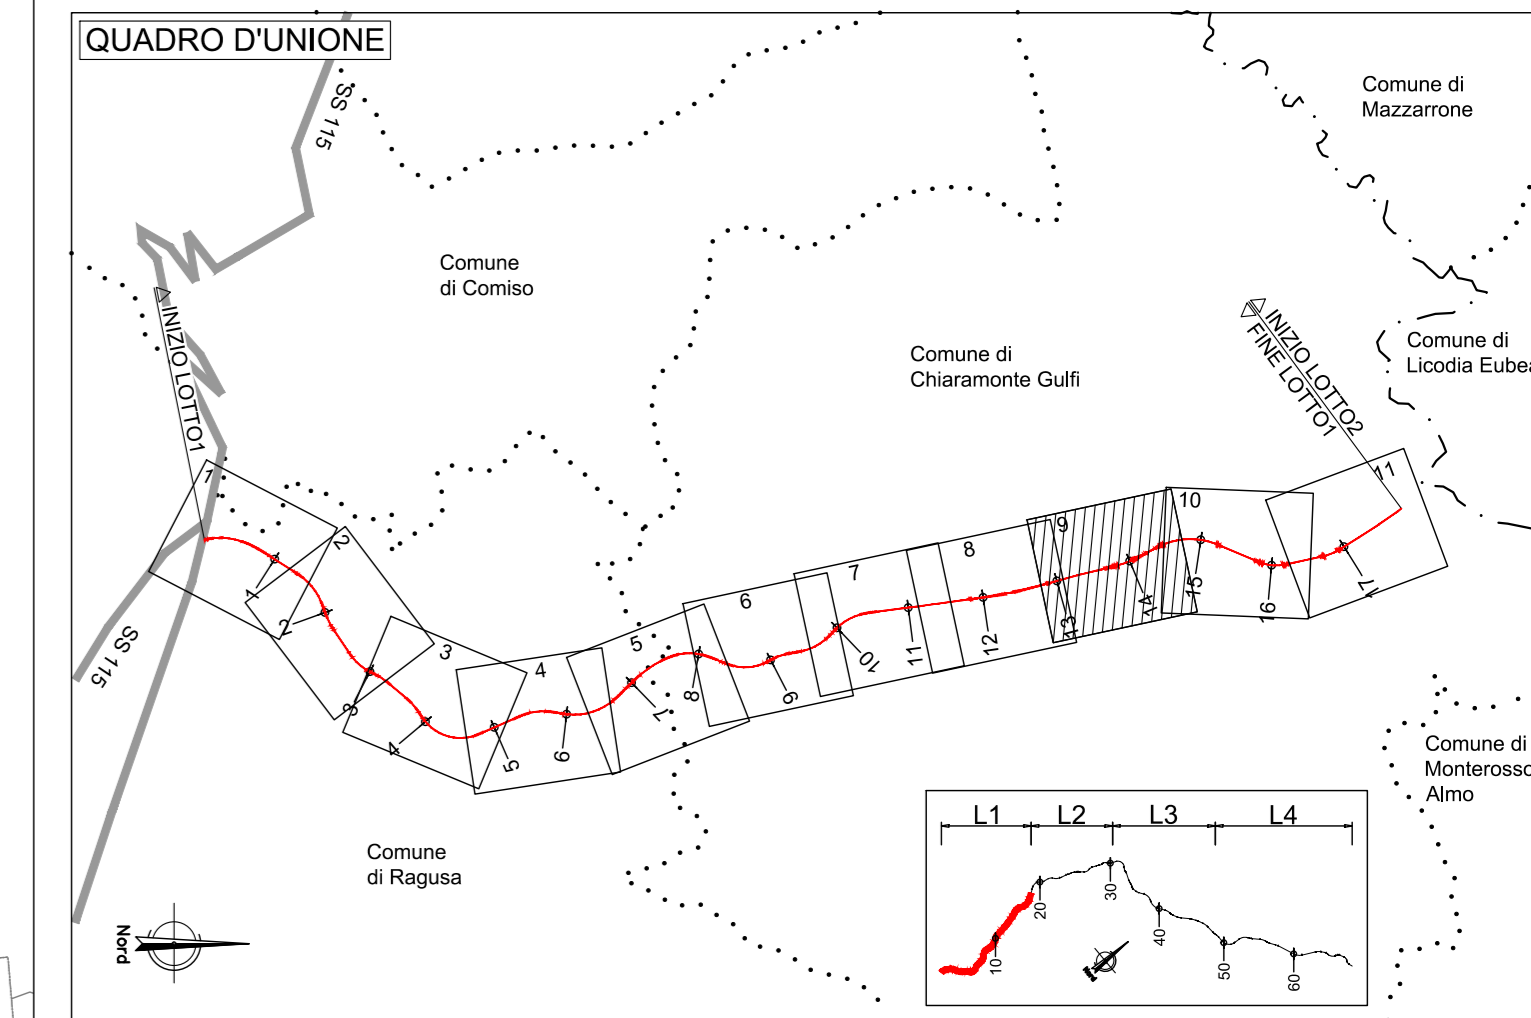 QUADRO D'UNIONE
SS 115
Comune di
Mazzarrone
Comune
di Comiso
INIZIO LOTTO1
Comune di
Chiaramonte Gulfi
INIZIO LOTTO2
FINE LOTTO1
Comune di
Licodia Eubea
1
2
3
4
5
6
7
8
9
10
11
1
2
3
4
5
6
7
8
9
10
11
12
13
14
15
16
17
SS 115
Comune di
Monterosso
Almo
Comune
di Ragusa
Nord
L1
L2
L3
L4
10
20
30
40
50
60